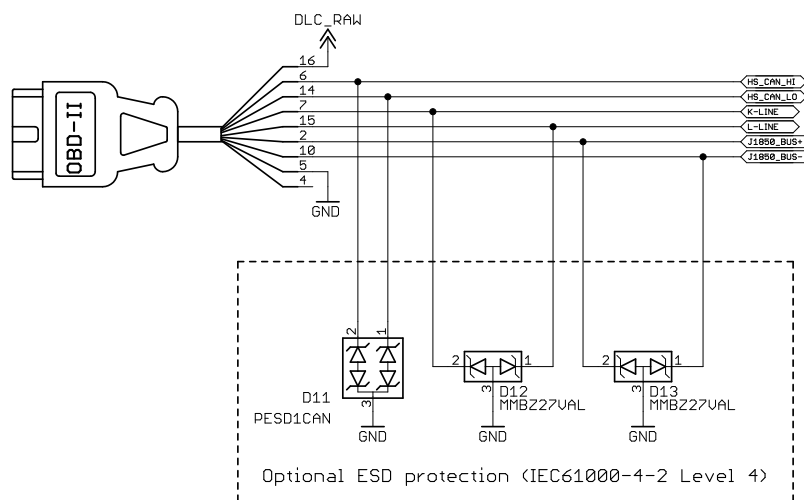 DLC_RAW
16
6
14
7
15
2
10
5
4
OBD-II
HS_CAN_HI
HS_CAN_LO
K-LINE
L-LINE
J1850_BUS+
J1850_BUS-
GND
2
1
3
D11
PESD1CAN
GND
2
1
3
D12
MMBZ27VAL
GND
2
1
3
D13
MMBZ27VAL
GND
Optional ESD protection (IEC61000-4-2 Level 4)